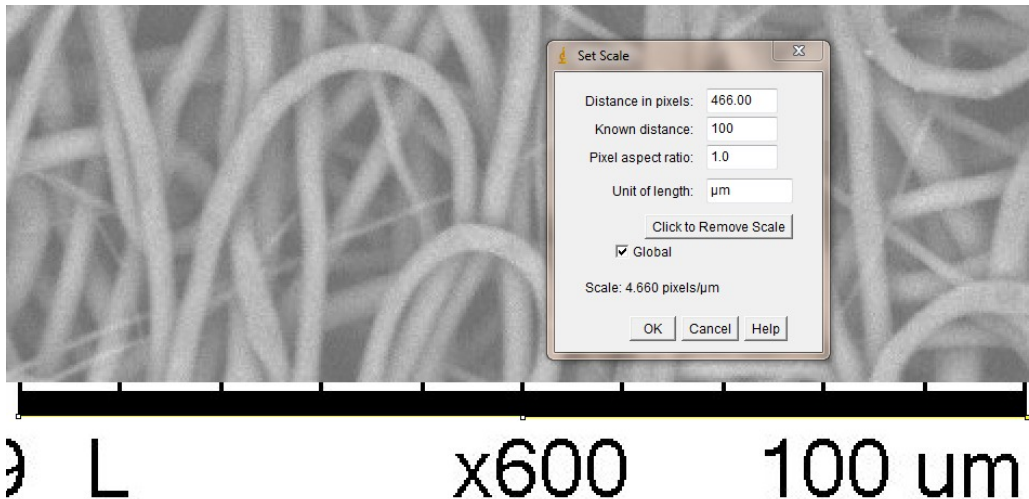 Set Scale
Distance in pixels: 466.00
Known distance: 100
Pixel aspect ratio: 1.0
Unit of length: µm
Click to Remove Scale
Global
Scale: 4.660 pixels/µm
OK Cancel Help
9 L x600 100 um